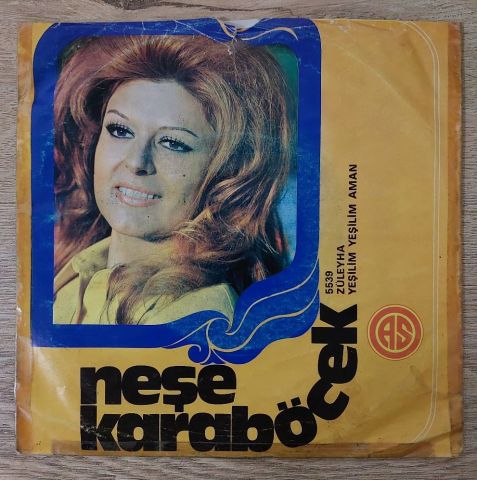 neşe
karaböcek
5539
ZÜLEYHA
YEŞİLİM YEŞİLİM AMAN
AS